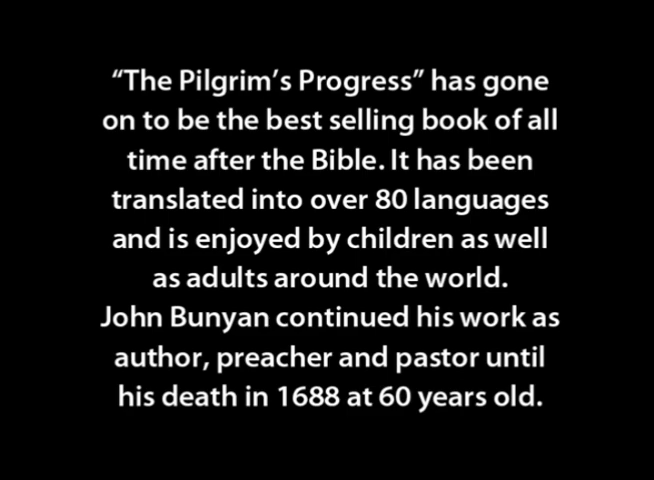 “The Pilgrim’s Progress” has gone
on to be the best selling book of all
time after the Bible. It has been
translated into over 80 languages
and is enjoyed by children as well
as adults around the world.
John Bunyan continued his work as
author, preacher and pastor until
his death in 1688 at 60 years old.